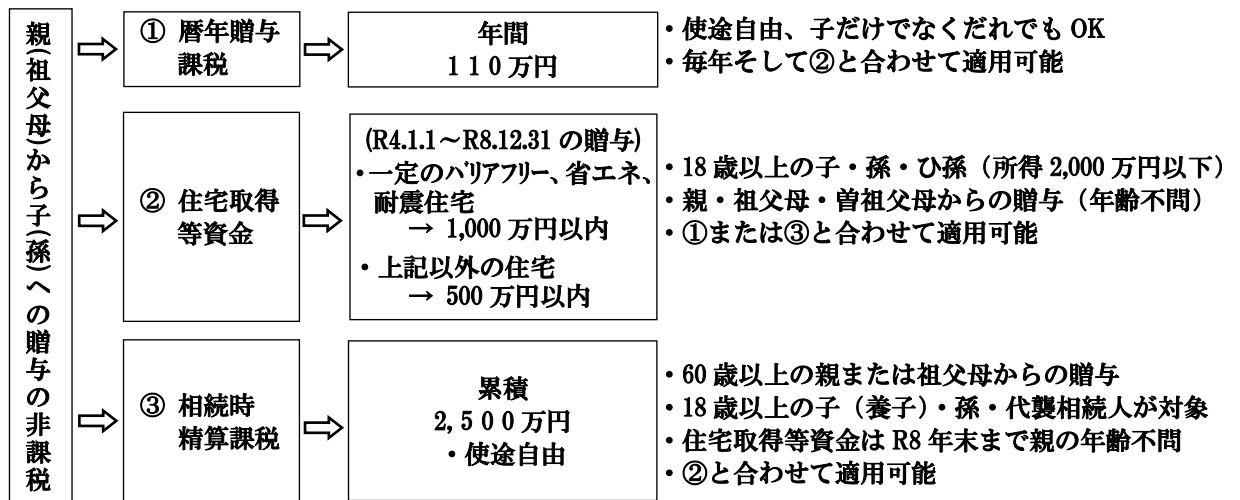 親(祖父母)から子(孫)への贈与の非課税
① 暦年贈与
課税
年間
110万円
・使途自由、子だけでなくだれでも OK
・毎年そして②と合わせて適用可能
② 住宅取得
等資金
(R4.1.1～R8.12.31 の贈与)
・一定のバリアフリー、省エネ、
耐震住宅
→ 1,000 万円以内
・上記以外の住宅
→ 500 万円以内
・18 歳以上の子・孫・ひ孫（所得 2,000 万円以下）
・親・祖父母・曽祖父母からの贈与（年齢不問）
・①または③と合わせて適用可能
③ 相続時
精算課税
累積
2,500万円
・使途自由
・60 歳以上の親または祖父母からの贈与
・18 歳以上の子（養子）・孫・代襲相続人が対象
・住宅取得等資金は R8 年末まで親の年齢不問
・②と合わせて適用可能